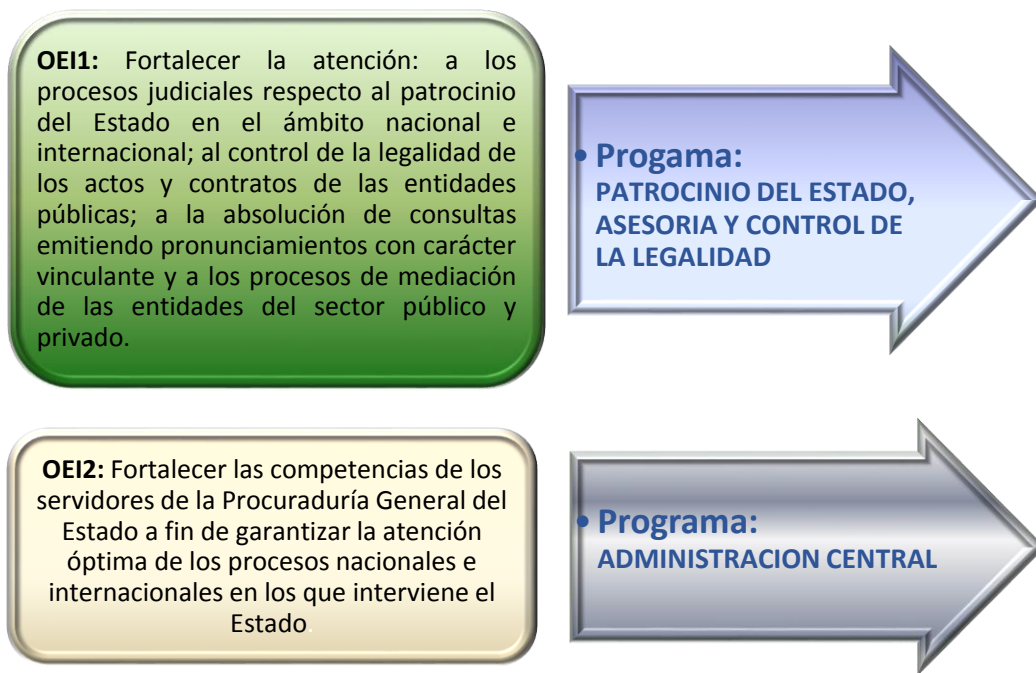 OEI1: Fortalecer la atención: a los
procesos judiciales respecto al patrocinio
del Estado en el ámbito nacional e
internacional; al control de la legalidad de
los actos y contratos de las entidades
públicas; a la absolución de consultas
emitiendo pronunciamientos con carácter
vinculante y a los procesos de mediación
de las entidades del sector público y
privado.
• Progama:
PATROCINIO DEL ESTADO,
ASESORIA Y CONTROL DE
LA LEGALIDAD
OEI2: Fortalecer las competencias de los
servidores de la Procuraduría General del
Estado a fin de garantizar la atención
óptima de los procesos nacionales e
internacionales en los que interviene el
Estado.
• Programa:
ADMINISTRACION CENTRAL